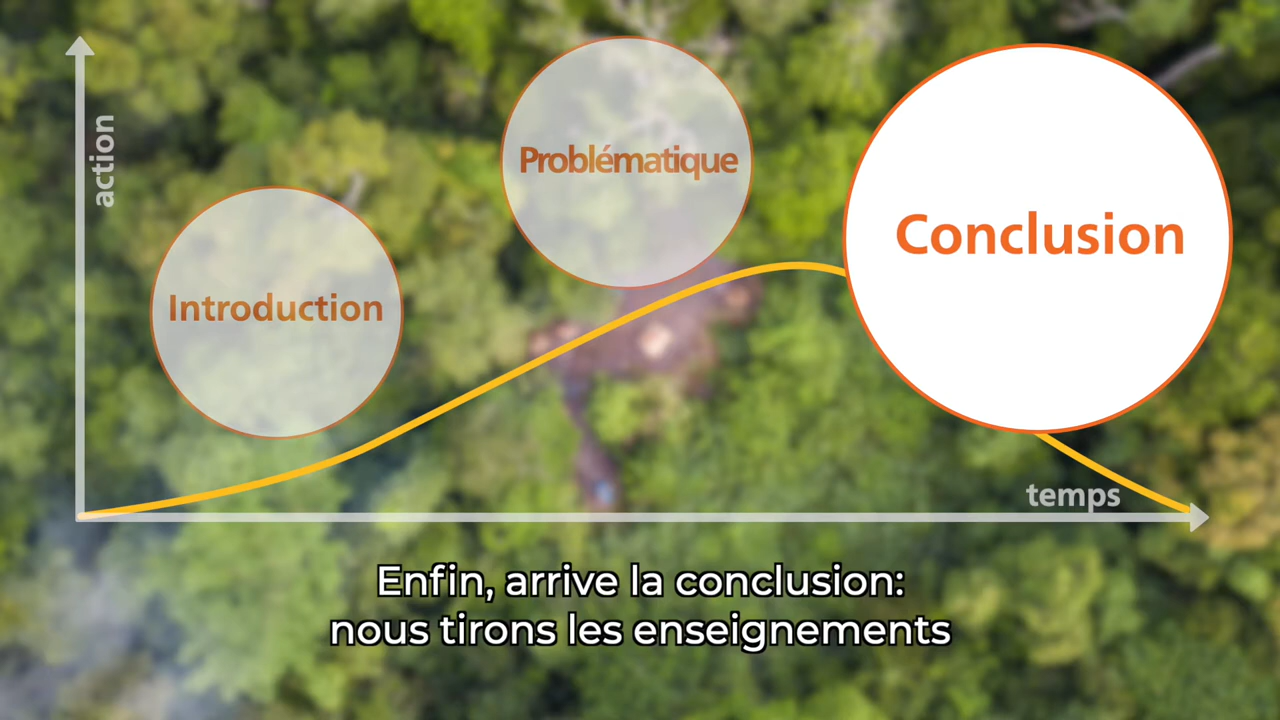 action
Problématique
Conclusion
Introduction
temps
Enfin, arrive la conclusion:
nous tirons les enseignements